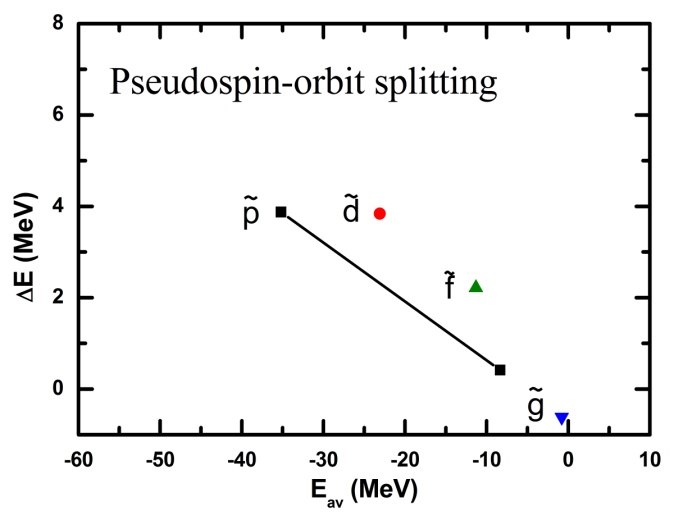 Pseudospin-orbit splitting
8
6
4
2
0
ΔE (MeV)
p̃
d̃
f̃
g̃
-60 -50 -40 -30 -20 -10 0 10
E_av (MeV)